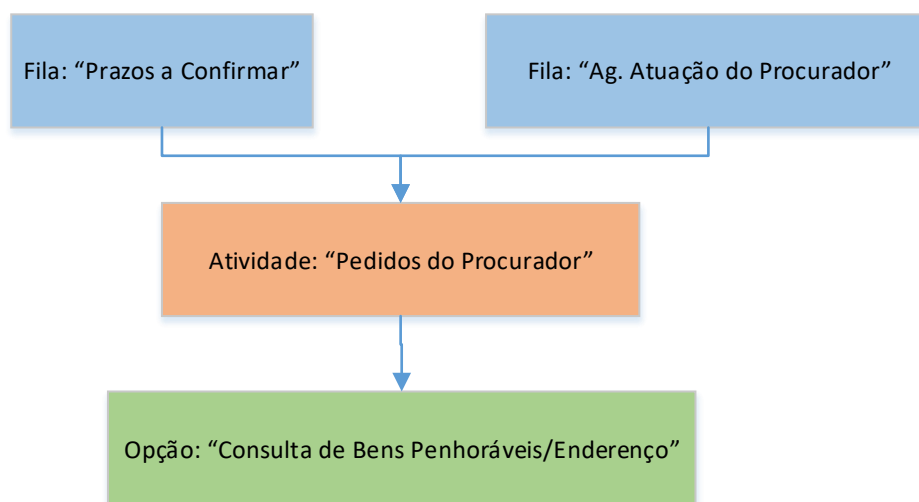 Fila: “Prazos a Confirmar”
Fila: “Ag. Atuação do Procurador”
Atividade: “Pedidos do Procurador”
Opção: “Consulta de Bens Penhoráveis/Enderenço”